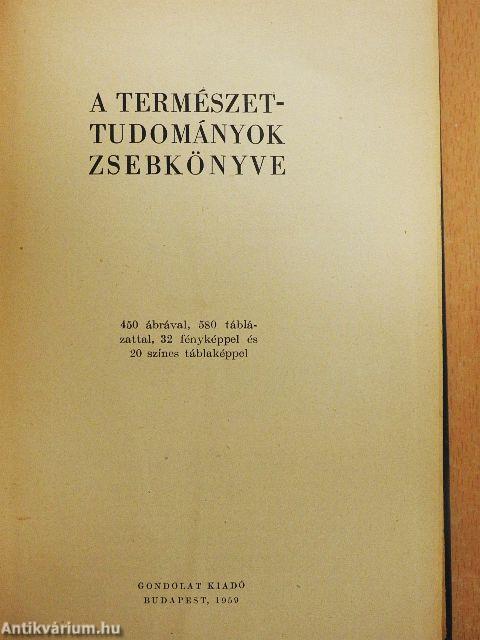 A TERMÉSZET-
TUDOMÁNYOK
ZSEBKÖNYVE
450 ábrával, 580 táblá-
zattal, 32 fényképpel és
20 színes táblaképpel
GONDOLAT KIADÓ
BUDAPEST, 1959
Antikvárium.hu